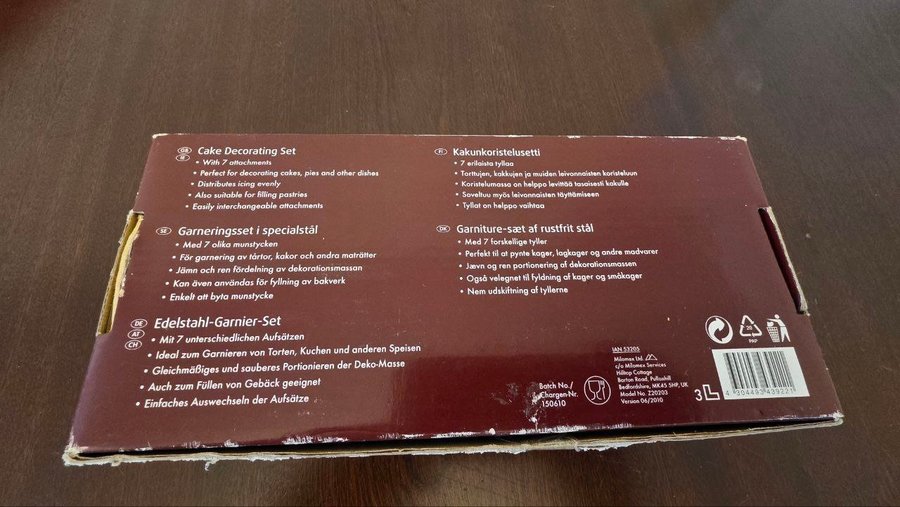 GB
IE
Cake Decorating Set
• With 7 attachments
• Perfect for decorating cakes, pies and other dishes
• Distributes icing evenly
• Also suitable for filling pastries
• Easily interchangeable attachments
SE
Garneringsset i specialstål
• Med 7 olika munstycken
• För garnering av tårtor, kakor och andra maträtter
• Jämn och ren fördelning av dekorationsmassan
• Kan även användas för fyllning av bakverk
• Enkelt att byta munstycke
DE
AT
CH
Edelstahl-Garnier-Set
• Mit 7 unterschiedlichen Aufsätzen
• Ideal zum Garnieren von Torten, Kuchen und anderen Speisen
• Gleichmäßiges und sauberes Portionieren der Deko-Masse
• Auch zum Füllen von Gebäck geeignet
• Einfaches Auswechseln der Aufsätze
FI
Kakunkoristelusetti
• 7 erilaista tyllaa
• Torttujen, kakkujen ja muiden leivonnaisten koristeluun
• Koristelumassa on helppo levittää tasaisesti kakulle
• Soveltuu myös leivonnaisten täyttämiseen
• Tyllat on helppo vaihtaa
DK
Garniture-sæt af rustfrit stål
• Med 7 forskellige tyller
• Perfekt til at pynte kager, lagkager og andre madvarer
• Jævn og ren portionering af dekorationsmassen
• Også velegnet til fyldning af kager og småkager
• Nem udskiftning af tyllerne
Batch No./
Chargen-Nr.
150610
IAN 53205
Milomex Ltd.
c/o Milomex Services
Hilltop Cottage
Barton Road, Pulloxhill
Bedfordshire, MK45 5HP, UK
Model No. Z20203
Version 06/2010
20
PAP
3L
4 304493 439221